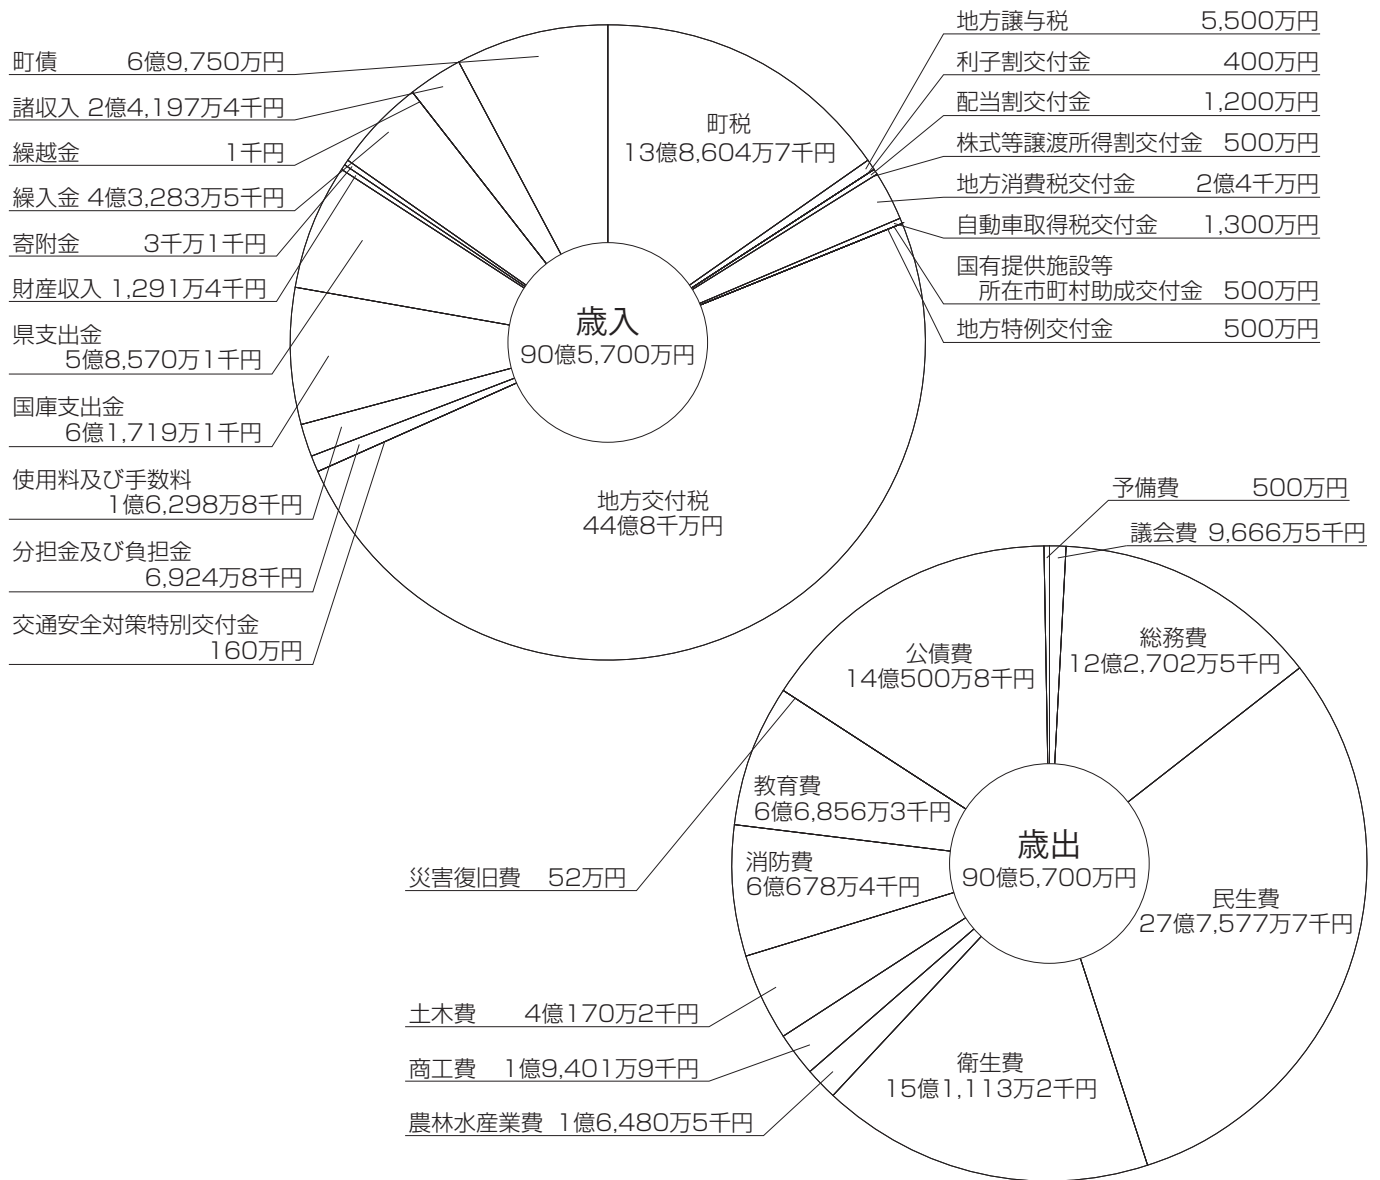 町債 6億9,750万円
諸収入 2億4,197万4千円
繰越金 1千円
繰入金 4億3,283万5千円
寄附金 3千万1千円
財産収入 1,291万4千円
県支出金
5億8,570万1千円
国庫支出金
6億1,719万1千円
使用料及び手数料
1億6,298万8千円
分担金及び負担金
6,924万8千円
交通安全対策特別交付金
160万円
町税
13億8,604万7千円
歳入
90億5,700万円
地方交付税
44億8千万円
地方譲与税 5,500万円
利子割交付金 400万円
配当割交付金 1,200万円
株式等譲渡所得割交付金 500万円
地方消費税交付金 2億4千万円
自動車取得税交付金 1,300万円
国有提供施設等
所在市町村助成交付金 500万円
地方特例交付金 500万円
予備費 500万円
議会費 9,666万5千円
総務費
12億2,702万5千円
公債費
14億500万8千円
教育費
6億6,856万3千円
消防費
6億678万4千円
歳出
90億5,700万円
民生費
27億7,577万7千円
衛生費
15億1,113万2千円
災害復旧費 52万円
土木費 4億170万2千円
商工費 1億9,401万9千円
農林水産業費 1億6,480万5千円